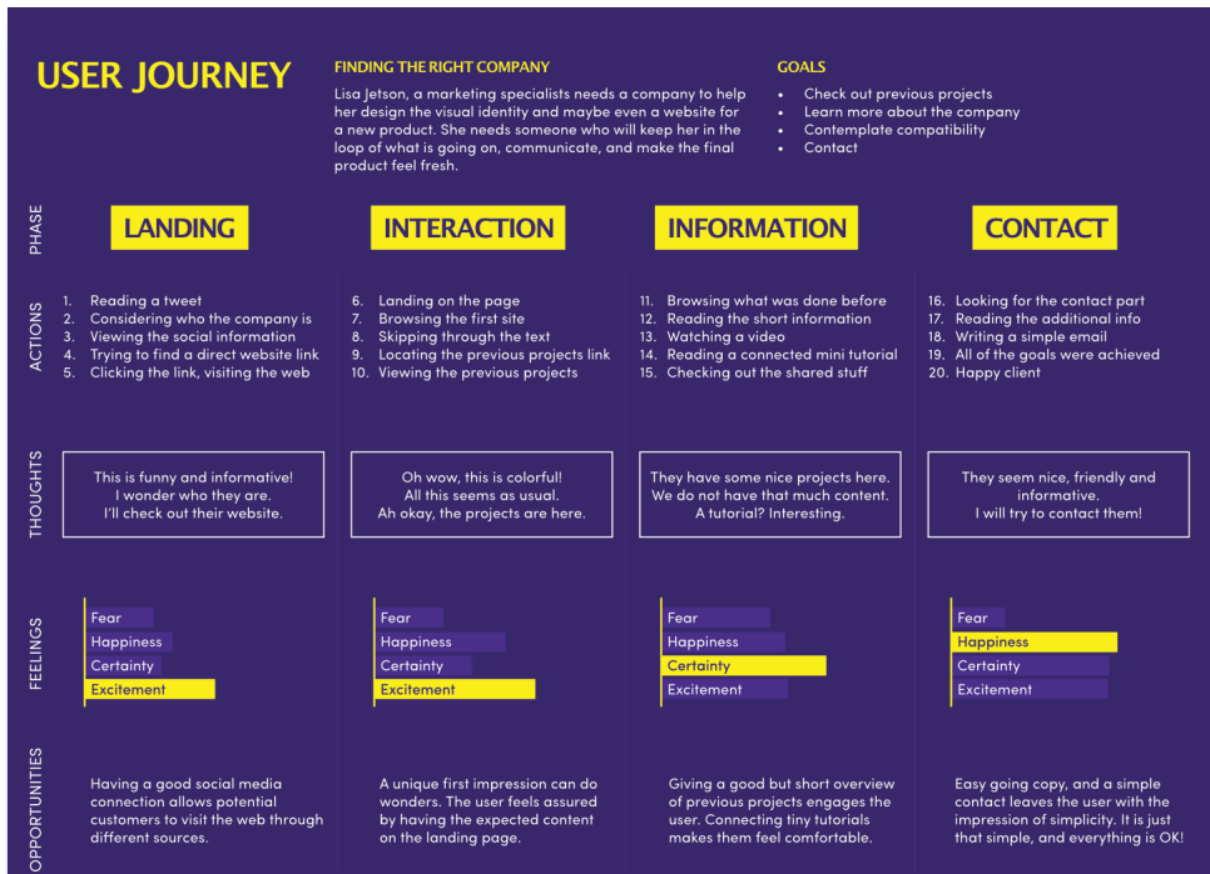 USER JOURNEY
FINDING THE RIGHT COMPANY
Lisa Jetson, a marketing specialists needs a company to help
her design the visual identity and maybe even a website for
a new product. She needs someone who will keep her in the
loop of what is going on, communicate, and make the final
product feel fresh.
GOALS
• Check out previous projects
• Learn more about the company
• Contemplate compatibility
• Contact
PHASE
LANDING
INTERACTION
INFORMATION
CONTACT
ACTIONS
1. Reading a tweet
2. Considering who the company is
3. Viewing the social information
4. Trying to find a direct website link
5. Clicking the link, visiting the web
6. Landing on the page
7. Browsing the first site
8. Skipping through the text
9. Locating the previous projects link
10. Viewing the previous projects
11. Browsing what was done before
12. Reading the short information
13. Watching a video
14. Reading a connected mini tutorial
15. Checking out the shared stuff
16. Looking for the contact part
17. Reading the additional info
18. Writing a simple email
19. All of the goals were achieved
20. Happy client
THOUGHTS
This is funny and informative!
I wonder who they are.
I'll check out their website.
Oh wow, this is colorful!
All this seems as usual.
Ah okay, the projects are here.
They have some nice projects here.
We do not have that much content.
A tutorial? Interesting.
They seem nice, friendly and
informative.
I will try to contact them!
FEELINGS
Fear
Happiness
Certainty
Excitement
Fear
Happiness
Certainty
Excitement
Fear
Happiness
Certainty
Excitement
Fear
Happiness
Certainty
Excitement
OPPORTUNITIES
Having a good social media
connection allows potential
customers to visit the web through
different sources.
A unique first impression can do
wonders. The user feels assured
by having the expected content
on the landing page.
Giving a good but short overview
of previous projects engages the
user. Connecting tiny tutorials
makes them feel comfortable.
Easy going copy, and a simple
contact leaves the user with the
impression of simplicity. It is just
that simple, and everything is OK!